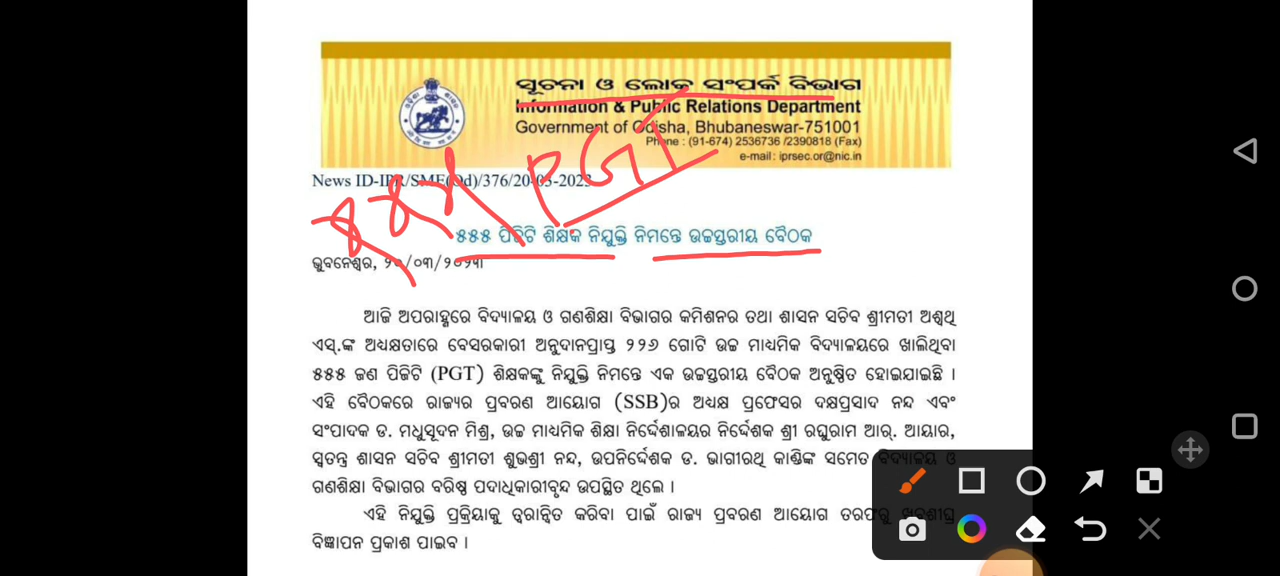 ସୂଚନା ଓ ଲୋକ ସଂପର୍କ ବିଭାଗ
Information & Public Relations Department
Government of Odisha, Bhubaneswar-751001
Phone : (91-674) 2536736 /2390818 (Fax)
e-mail : iprsec.or@nic.in
News ID-IPR/SME(Od)/376/20-03-2023
୫୫୫ PGT
୫୫୫ ପିଜିଟି ଶିକ୍ଷକ ନିଯୁକ୍ତି ନିମନ୍ତେ ଉଚ୍ଚସ୍ତରୀୟ ବୈଠକ
ଭୁବନେଶ୍ୱର, ୨୦/୦୩/୨୦୨୩
ଆଜି ଅପରାହ୍ଣରେ ବିଦ୍ୟାଳୟ ଓ ଗଣଶିକ୍ଷା ବିଭାଗର କମିଶନର ତଥା ଶାସନ ସଚିବ ଶ୍ରୀମତୀ ଅଶ୍ୱଥି
ଏସ୍.ଙ୍କ ଅଧ୍ୟକ୍ଷତାରେ ବେସରକାରୀ ଅନୁଦାନପ୍ରାପ୍ତ ୨୨୬ ଗୋଟି ଉଚ୍ଚ ମାଧ୍ୟମିକ ବିଦ୍ୟାଳୟରେ ଖାଲିଥିବା
୫୫୫ ଜଣ ପିଜିଟି (PGT) ଶିକ୍ଷକଙ୍କୁ ନିଯୁକ୍ତି ନିମନ୍ତେ ଏକ ଉଚ୍ଚସ୍ତରୀୟ ବୈଠକ ଅନୁଷ୍ଠିତ ହୋଇଯାଇଛି ।
ଏହି ବୈଠକରେ ରାଜ୍ୟର ପ୍ରବରଣ ଆୟୋଗ (SSB)ର ଅଧ୍ୟକ୍ଷ ପ୍ରଫେସର ଦକ୍ଷପ୍ରସାଦ ନନ୍ଦ ଏବଂ
ସଂପାଦକ ଡ. ମଧୁସୂଦନ ମିଶ୍ର, ଉଚ୍ଚ ମାଧ୍ୟମିକ ଶିକ୍ଷା ନିର୍ଦ୍ଦେଶାଳୟର ନିର୍ଦ୍ଦେଶକ ଶ୍ରୀ ରଘୁରାମ ଆର୍. ଆୟାର,
ସ୍ୱତନ୍ତ୍ର ଶାସନ ସଚିବ ଶ୍ରୀମତୀ ଶୁଭଶ୍ରୀ ନନ୍ଦ, ଉପନିର୍ଦ୍ଦେଶକ ଡ. ଭାଗୀରଥି କାଣ୍ଡିଙ୍କ ସମେତ ବିଦ୍ୟାଳୟ ଓ
ଗଣଶିକ୍ଷା ବିଭାଗର ବରିଷ୍ଠ ପଦାଧିକାରୀବୃନ୍ଦ ଉପସ୍ଥିତ ଥିଲେ ।
ଏହି ନିଯୁକ୍ତି ପ୍ରକ୍ରିୟାକୁ ତ୍ୱରାନ୍ୱିତ କରିବା ପାଇଁ ରାଜ୍ୟ ପ୍ରବରଣ ଆୟୋଗ ତରଫରୁ ଖୁବଶୀଘ୍ର
ବିଜ୍ଞାପନ ପ୍ରକାଶ ପାଇବ ।